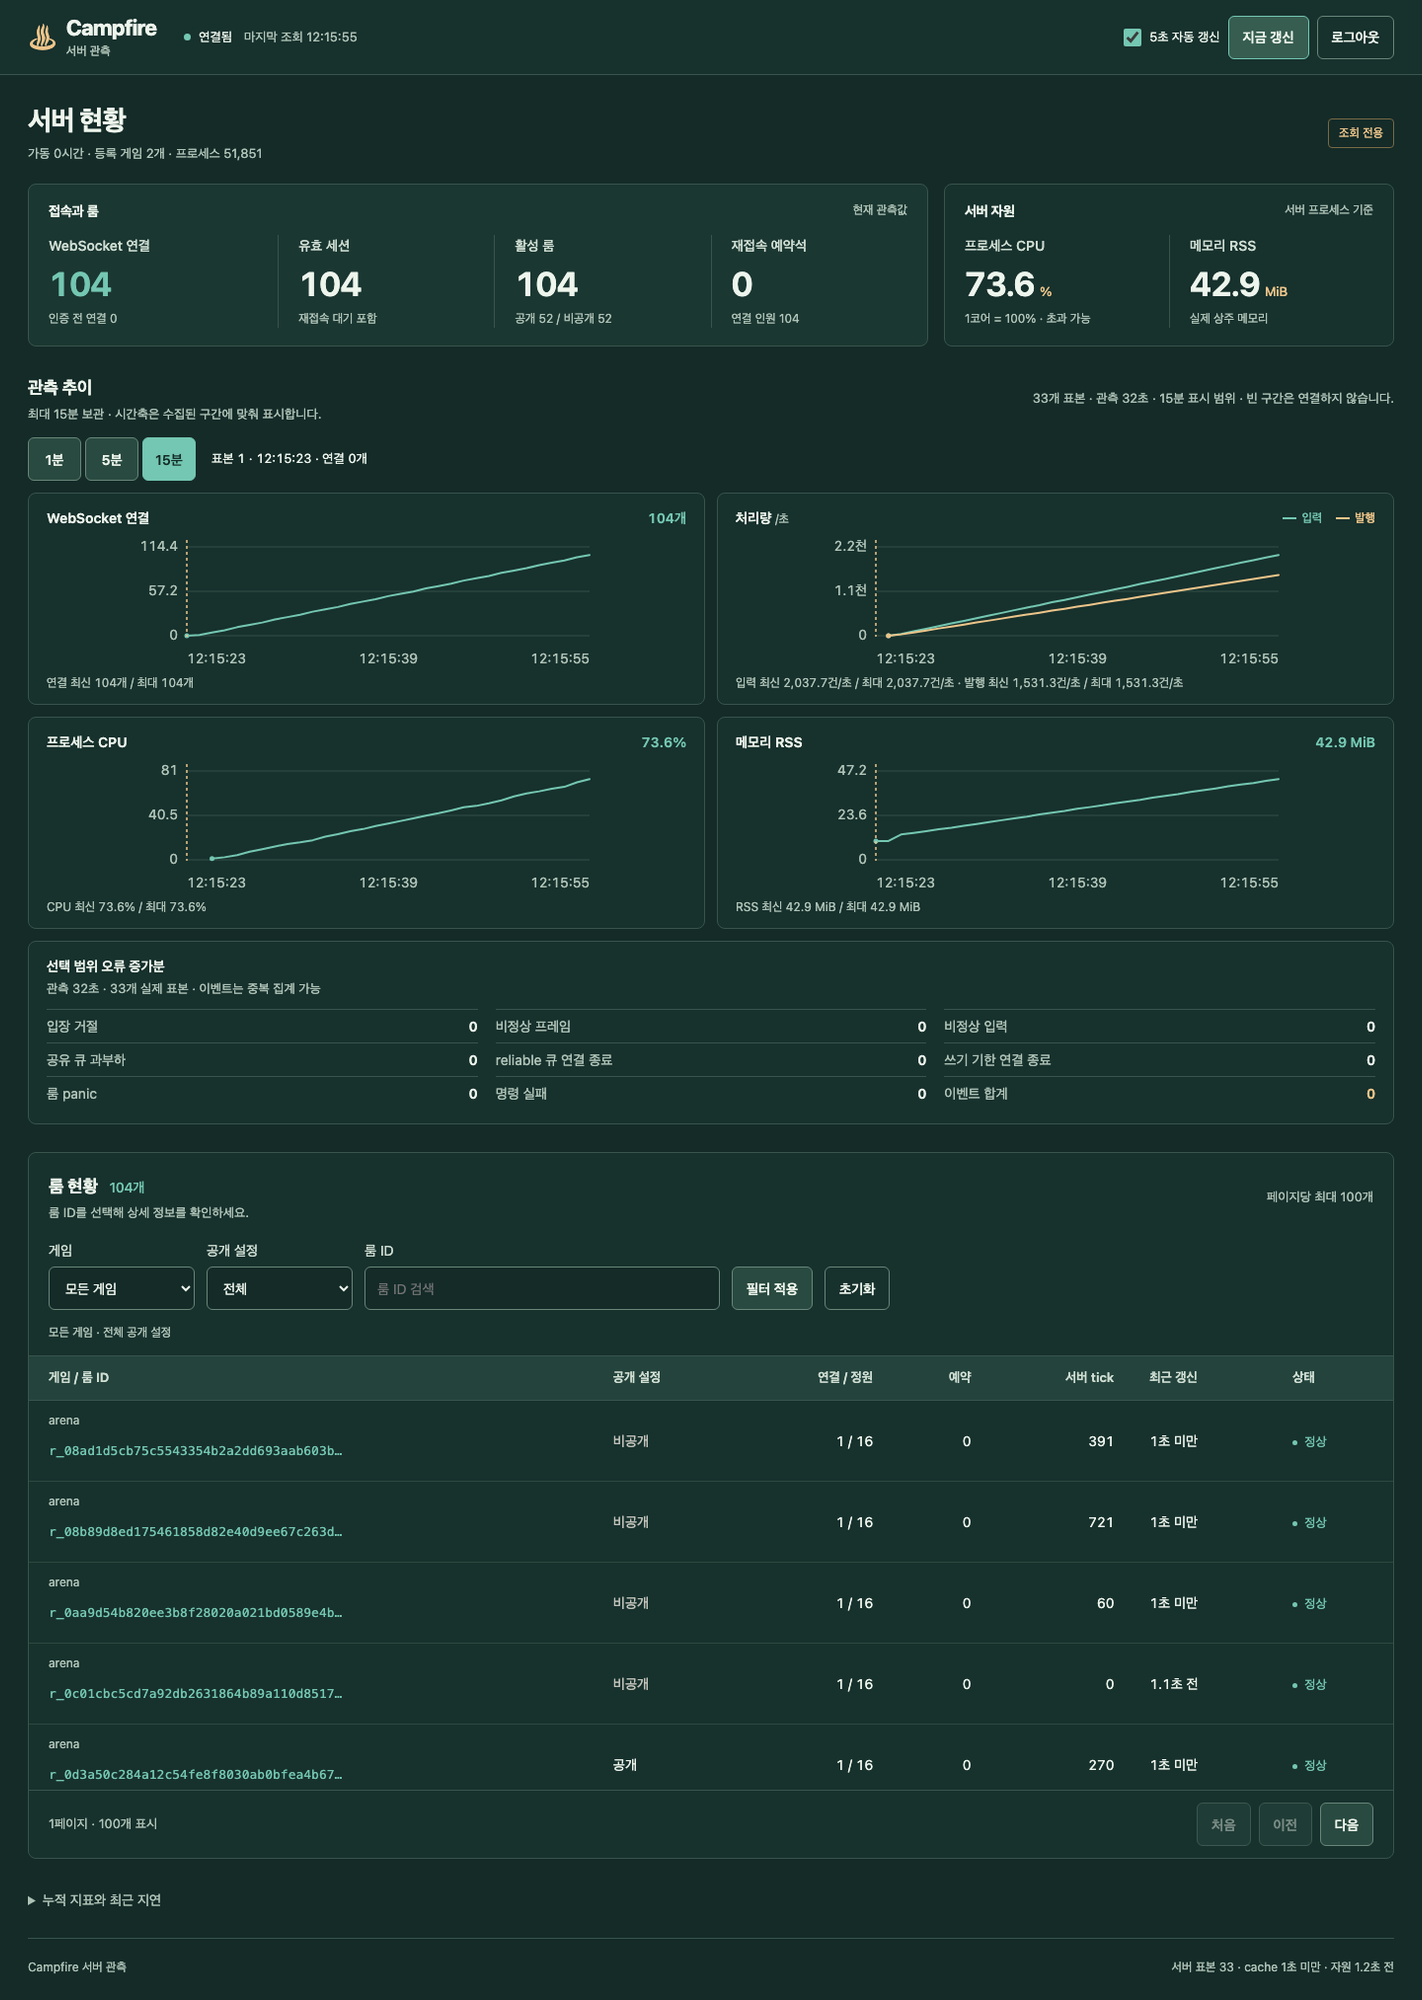 Campfire
서버 관측
연결됨 마지막 조회 12:15:55
5초 자동 갱신 지금 갱신 로그아웃
서버 현황
가동 0시간 · 등록 게임 2개 · 프로세스 51,851
조회 전용
접속과 룸 현재 관측값
WebSocket 연결 유효 세션 활성 룸 재접속 예약석
104 104 104 0
인증 전 연결 0 재접속 대기 포함 공개 52 / 비공개 52 연결 인원 104
서버 자원 서버 프로세스 기준
프로세스 CPU 메모리 RSS
73.6 % 42.9 MiB
1코어 = 100% · 초과 가능 실제 상주 메모리
관측 추이
최대 15분 보관 · 시간축은 수집된 구간에 맞춰 표시합니다.
33개 표본 · 관측 32초 · 15분 표시 범위 · 빈 구간은 연결하지 않습니다.
1분 5분 15분 표본 1 · 12:15:23 · 연결 0개
WebSocket 연결 104개
114.4
57.2
0
12:15:23 12:15:39 12:15:55
연결 최신 104개 / 최대 104개
처리량 /초 입력 발행
2.2천
1.1천
0
12:15:23 12:15:39 12:15:55
입력 최신 2,037.7건/초 / 최대 2,037.7건/초 · 발행 최신 1,531.3건/초 / 최대 1,531.3건/초
프로세스 CPU 73.6%
81
40.5
0
12:15:23 12:15:39 12:15:55
CPU 최신 73.6% / 최대 73.6%
메모리 RSS 42.9 MiB
47.2
23.6
0
12:15:23 12:15:39 12:15:55
RSS 최신 42.9 MiB / 최대 42.9 MiB
선택 범위 오류 증가분
관측 32초 · 33개 실제 표본 · 이벤트는 중복 집계 가능
입장 거절 0 비정상 프레임 0 비정상 입력 0
공유 큐 과부하 0 reliable 큐 연결 종료 0 쓰기 기한 연결 종료 0
룸 panic 0 명령 실패 0 이벤트 합계 0
룸 현황 104개
룸 ID를 선택해 상세 정보를 확인하세요.
페이지당 최대 100개
게임 공개 설정 룸 ID
모든 게임 전체 룸 ID 검색 필터 적용 초기화
모든 게임 · 전체 공개 설정
게임 / 룸 ID 공개 설정 연결 / 정원 예약 서버 tick 최근 갱신 상태
arena
r_08ad1d5cb75c5543354b2a2dd693aab603b… 비공개 1 / 16 0 391 1초 미만 정상
arena
r_08b89d8ed175461858d82e40d9ee67c263d… 비공개 1 / 16 0 721 1초 미만 정상
arena
r_0aa9d54b820ee3b8f28020a021bd0589e4b… 비공개 1 / 16 0 60 1초 미만 정상
arena
r_0c01cbc5cd7a92db2631864b89a110d8517… 비공개 1 / 16 0 0 1.1초 전 정상
arena
r_0d3a50c284a12c54fe8f8030ab0bfea4b67… 공개 1 / 16 0 270 1초 미만 정상
1페이지 · 100개 표시 처음 이전 다음
▶ 누적 지표와 최근 지연
Campfire 서버 관측 서버 표본 33 · cache 1초 미만 · 자원 1.2초 전